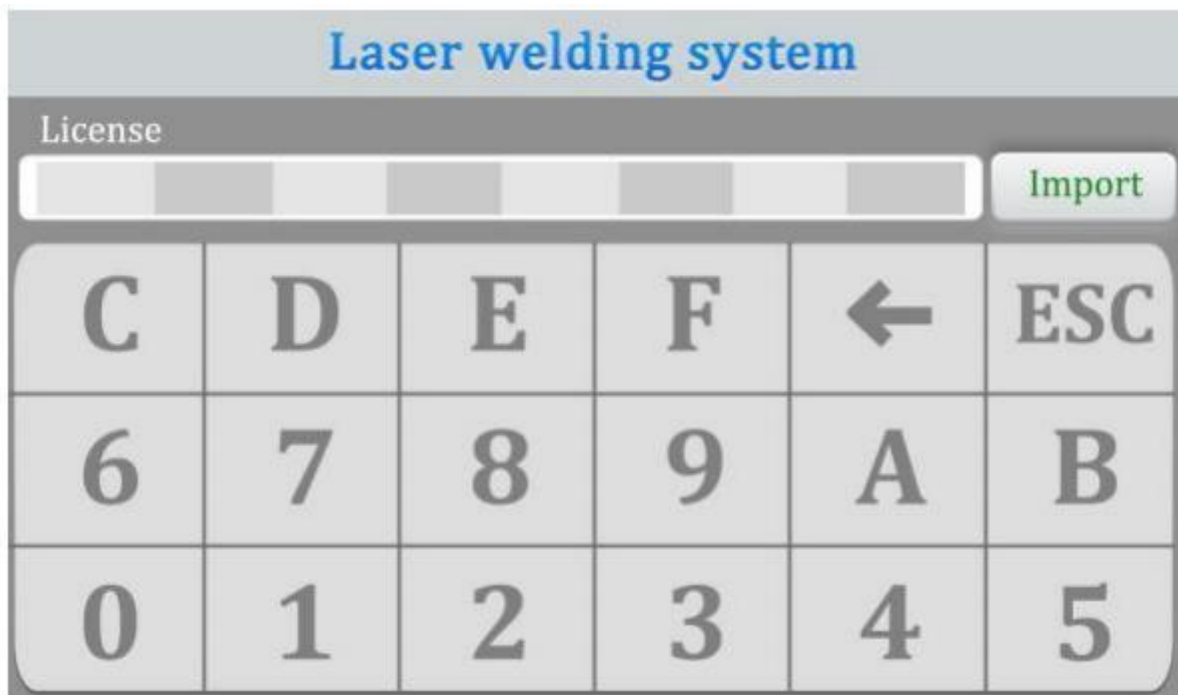 Laser welding system
License
Import
C D E F ← ESC
6 7 8 9 A B
0 1 2 3 4 5